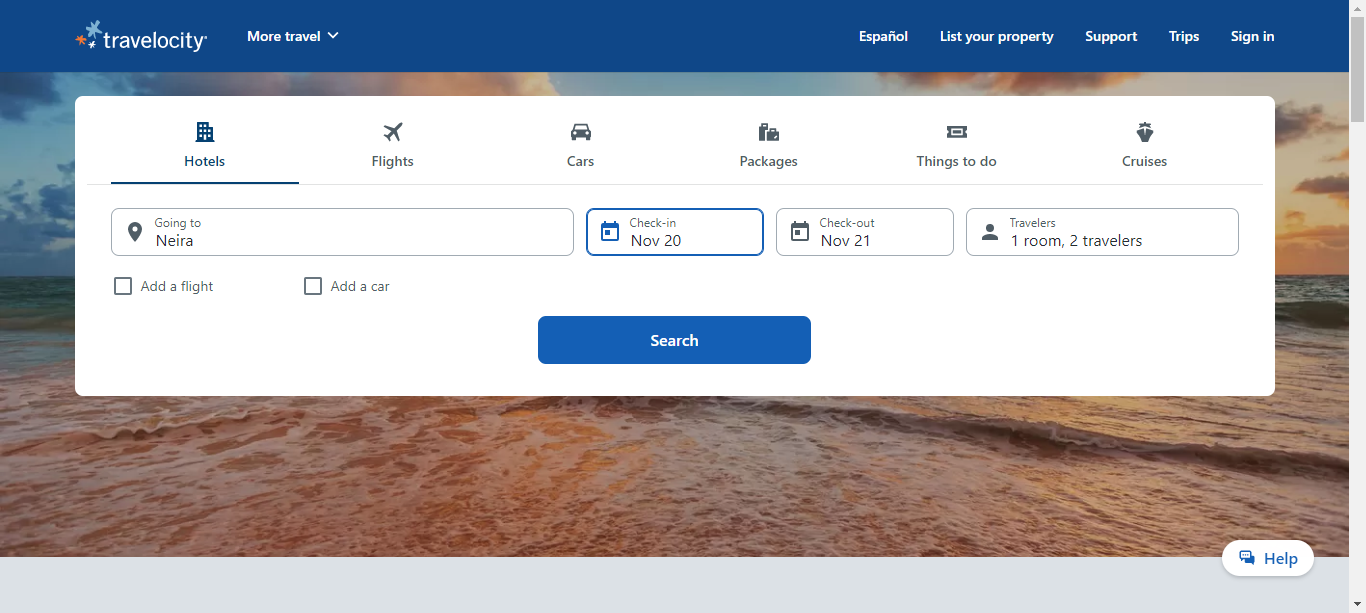 travelocity
More travel
Español
List your property
Support
Trips
Sign in
Hotels
Flights
Cars
Packages
Things to do
Cruises
Going to
Neira
Check-in
Nov 20
Check-out
Nov 21
Travelers
1 room, 2 travelers
Add a flight
Add a car
Search
Help